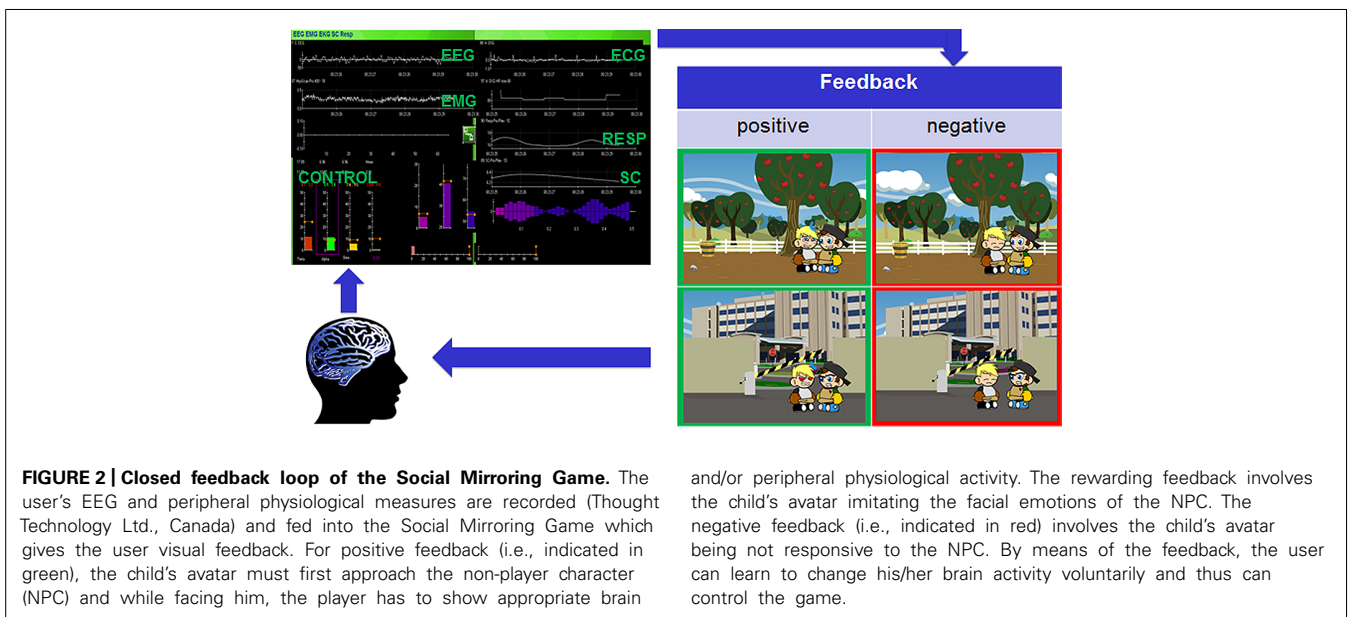 EEG EMG EKG SC Resp
EEG
ECG
EMG
RESP
CONTROL
SC
Theta
Alpha
Beta
Feedback
positive
negative
FIGURE 2 | Closed feedback loop of the Social Mirroring Game. The
user's EEG and peripheral physiological measures are recorded (Thought
Technology Ltd., Canada) and fed into the Social Mirroring Game which
gives the user visual feedback. For positive feedback (i.e., indicated in
green), the child's avatar must first approach the non-player character
(NPC) and while facing him, the player has to show appropriate brain
and/or peripheral physiological activity. The rewarding feedback involves
the child's avatar imitating the facial emotions of the NPC. The
negative feedback (i.e., indicated in red) involves the child's avatar
being not responsive to the NPC. By means of the feedback, the user
can learn to change his/her brain activity voluntarily and thus can
control the game.